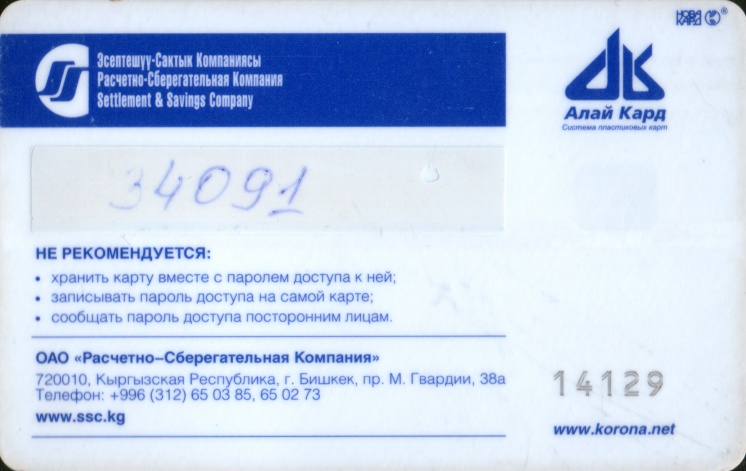 НОВА
КАРД ®
Эсептешүү-Сактык Компаниясы
Расчетно-Сберегательная Компания
Settlement & Savings Company
Алай Кард
Система пластиковых карт
34091
НЕ РЕКОМЕНДУЕТСЯ:
• хранить карту вместе с паролем доступа к ней;
• записывать пароль доступа на самой карте;
• сообщать пароль доступа посторонним лицам.
ОАО «Расчетно–Сберегательная Компания»
720010, Кыргызская Республика, г. Бишкек, пр. М. Гвардии, 38а
Телефон: +996 (312) 65 03 85, 65 02 73
www.ssc.kg
14129
www.korona.net